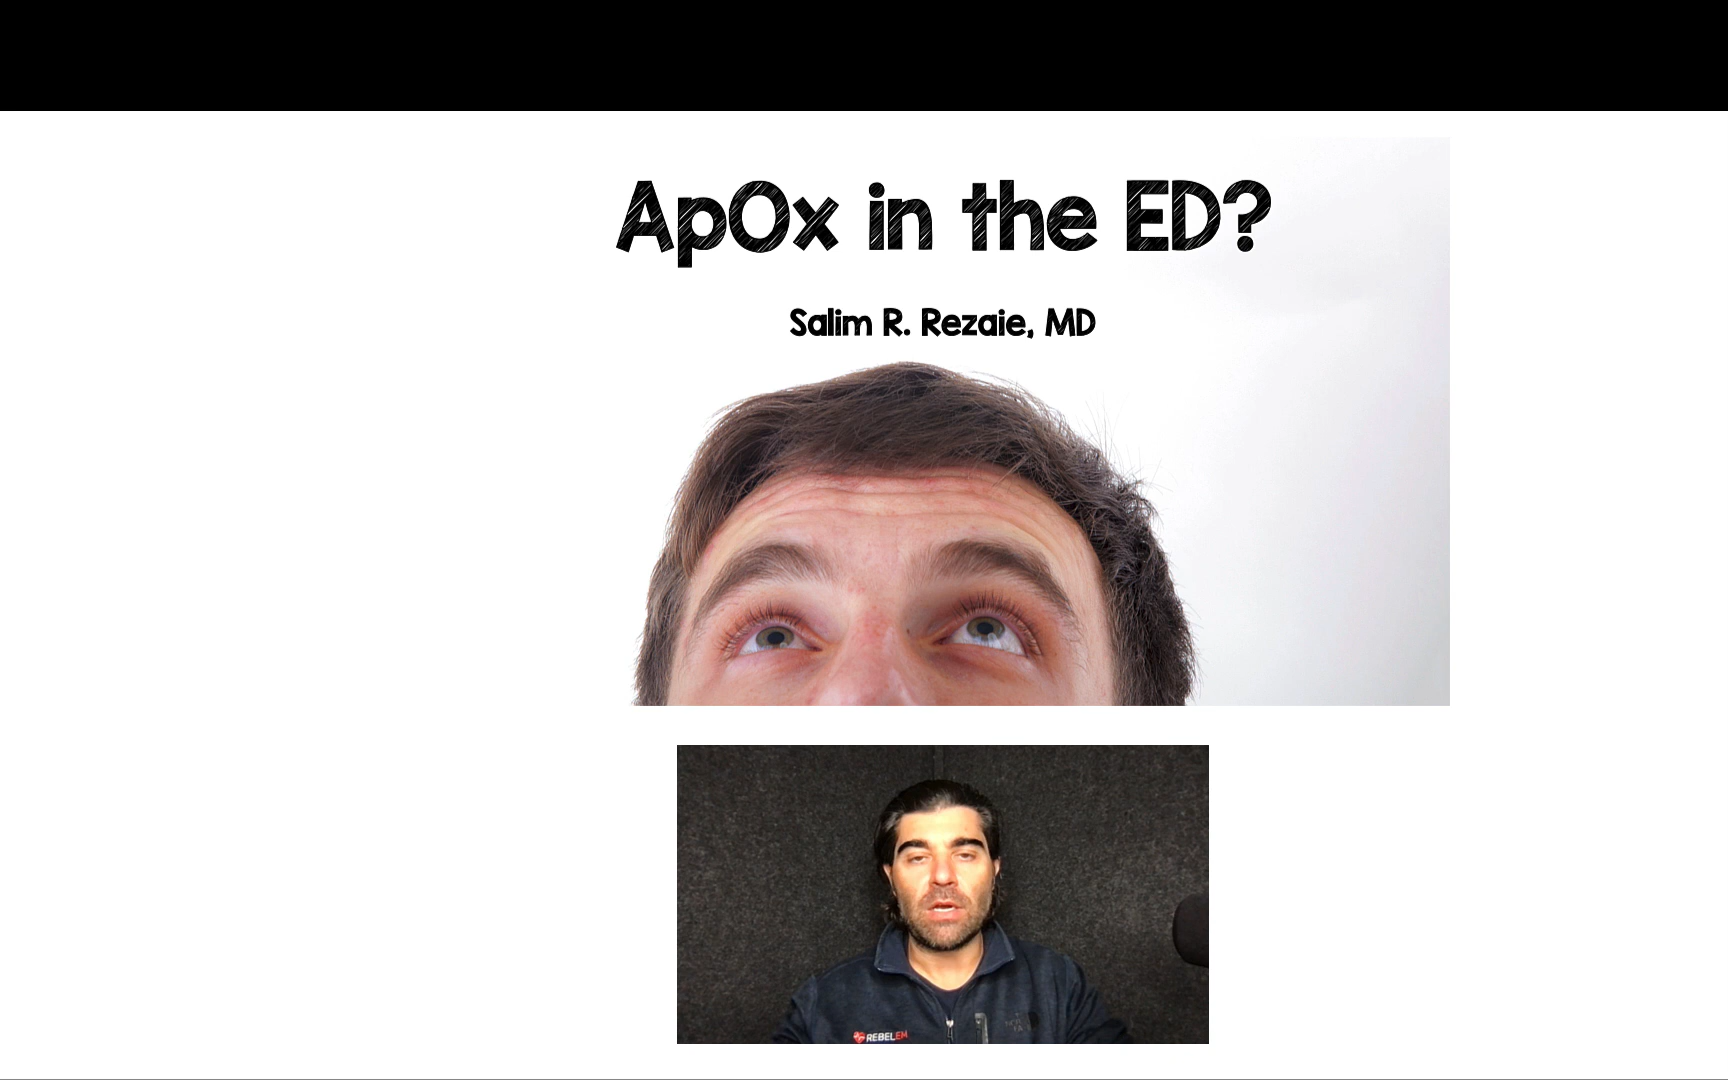 ApOx in the ED?
Salim R. Rezaie, MD
REBELEM